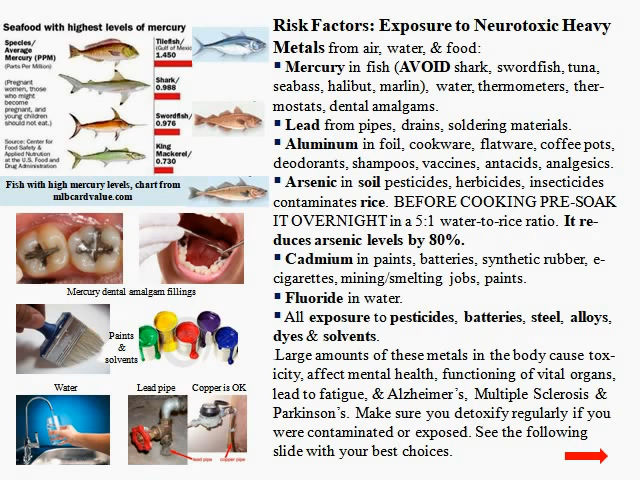 Seafood with highest levels of mercury
Species/
Average
Mercury (PPM)
(Parts Per Million)
(Pregnant
women, those
who might
become
pregnant, and
young children
should not eat.)
Source: Center for
Food Safety &
Applied Nutrition
at the U.S. Food and
Drug Administration
Tilefish/
(Gulf of Mexico
1.450
Shark/
0.988
Swordfish/
0.976
King
Mackerel/
0.730
Fish with high mercury levels, chart from
mlbcardvalue.com
Mercury dental amalgam fillings
Paints
&
solvents
Water
Lead pipe
Copper is OK
lead pipe
copper pipe
Risk Factors: Exposure to Neurotoxic Heavy
Metals from air, water, & food:
▪ Mercury in fish (AVOID shark, swordfish, tuna,
seabass, halibut, marlin), water, thermometers, ther-
mostats, dental amalgams.
▪ Lead from pipes, drains, soldering materials.
▪ Aluminum in foil, cookware, flatware, coffee pots,
deodorants, shampoos, vaccines, antacids, analgesics.
▪ Arsenic in soil pesticides, herbicides, insecticides
contaminates rice. BEFORE COOKING PRE-SOAK
IT OVERNIGHT in a 5:1 water-to-rice ratio. It re-
duces arsenic levels by 80%.
▪ Cadmium in paints, batteries, synthetic rubber, e-
cigarettes, mining/smelting jobs, paints.
▪ Fluoride in water.
▪ All exposure to pesticides, batteries, steel, alloys,
dyes & solvents.
Large amounts of these metals in the body cause tox-
icity, affect mental health, functioning of vital organs,
lead to fatigue, & Alzheimer's, Multiple Sclerosis &
Parkinson's. Make sure you detoxify regularly if you
were contaminated or exposed. See the following
slide with your best choices.